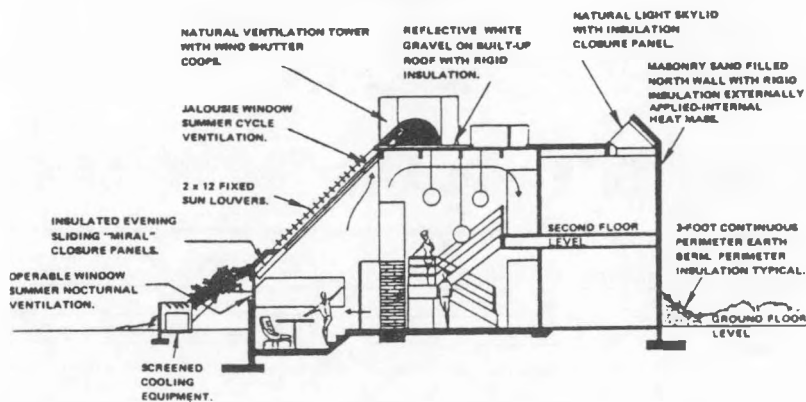 NATURAL VENTILATION TOWER
WITH WIND SHUTTER
COOPS.
REFLECTIVE WHITE
GRAVEL ON BUILT-UP
ROOF WITH RIGID
INSULATION.
NATURAL LIGHT SKYLID
WITH INSULATION
CLOSURE PANEL.
MASONRY SAND FILLED
NORTH WALL WITH RIGID
INSULATION EXTERNALLY
APPLIED-INTERNAL
HEAT MASS.
JALOUSIE WINDOW
SUMMER CYCLE
VENTILATION.
2 x 12 FIXED
SUN LOUVERS.
INSULATED EVENING
SLIDING "MIRAL"
CLOSURE PANELS.
OPERABLE WINDOW
SUMMER NOCTURNAL
VENTILATION.
SECOND FLOOR
LEVEL
3-FOOT CONTINUOUS
PERIMETER EARTH
BERM. PERIMETER
INSULATION TYPICAL.
GROUND FLOOR
LEVEL
SCREENED
COOLING
EQUIPMENT.